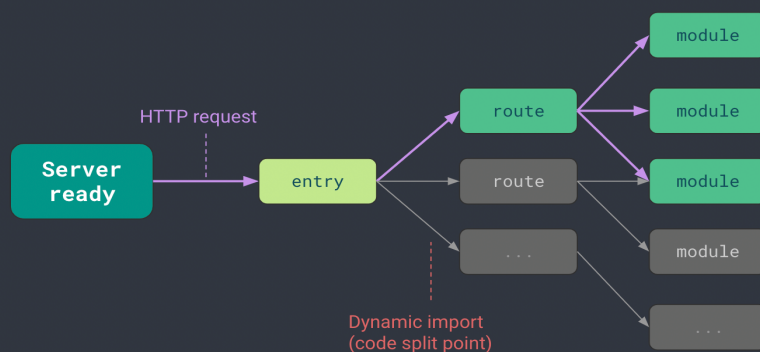 module
HTTP request
route
module
Server
ready
entry
route
module
...
module
Dynamic import
(code split point)
...